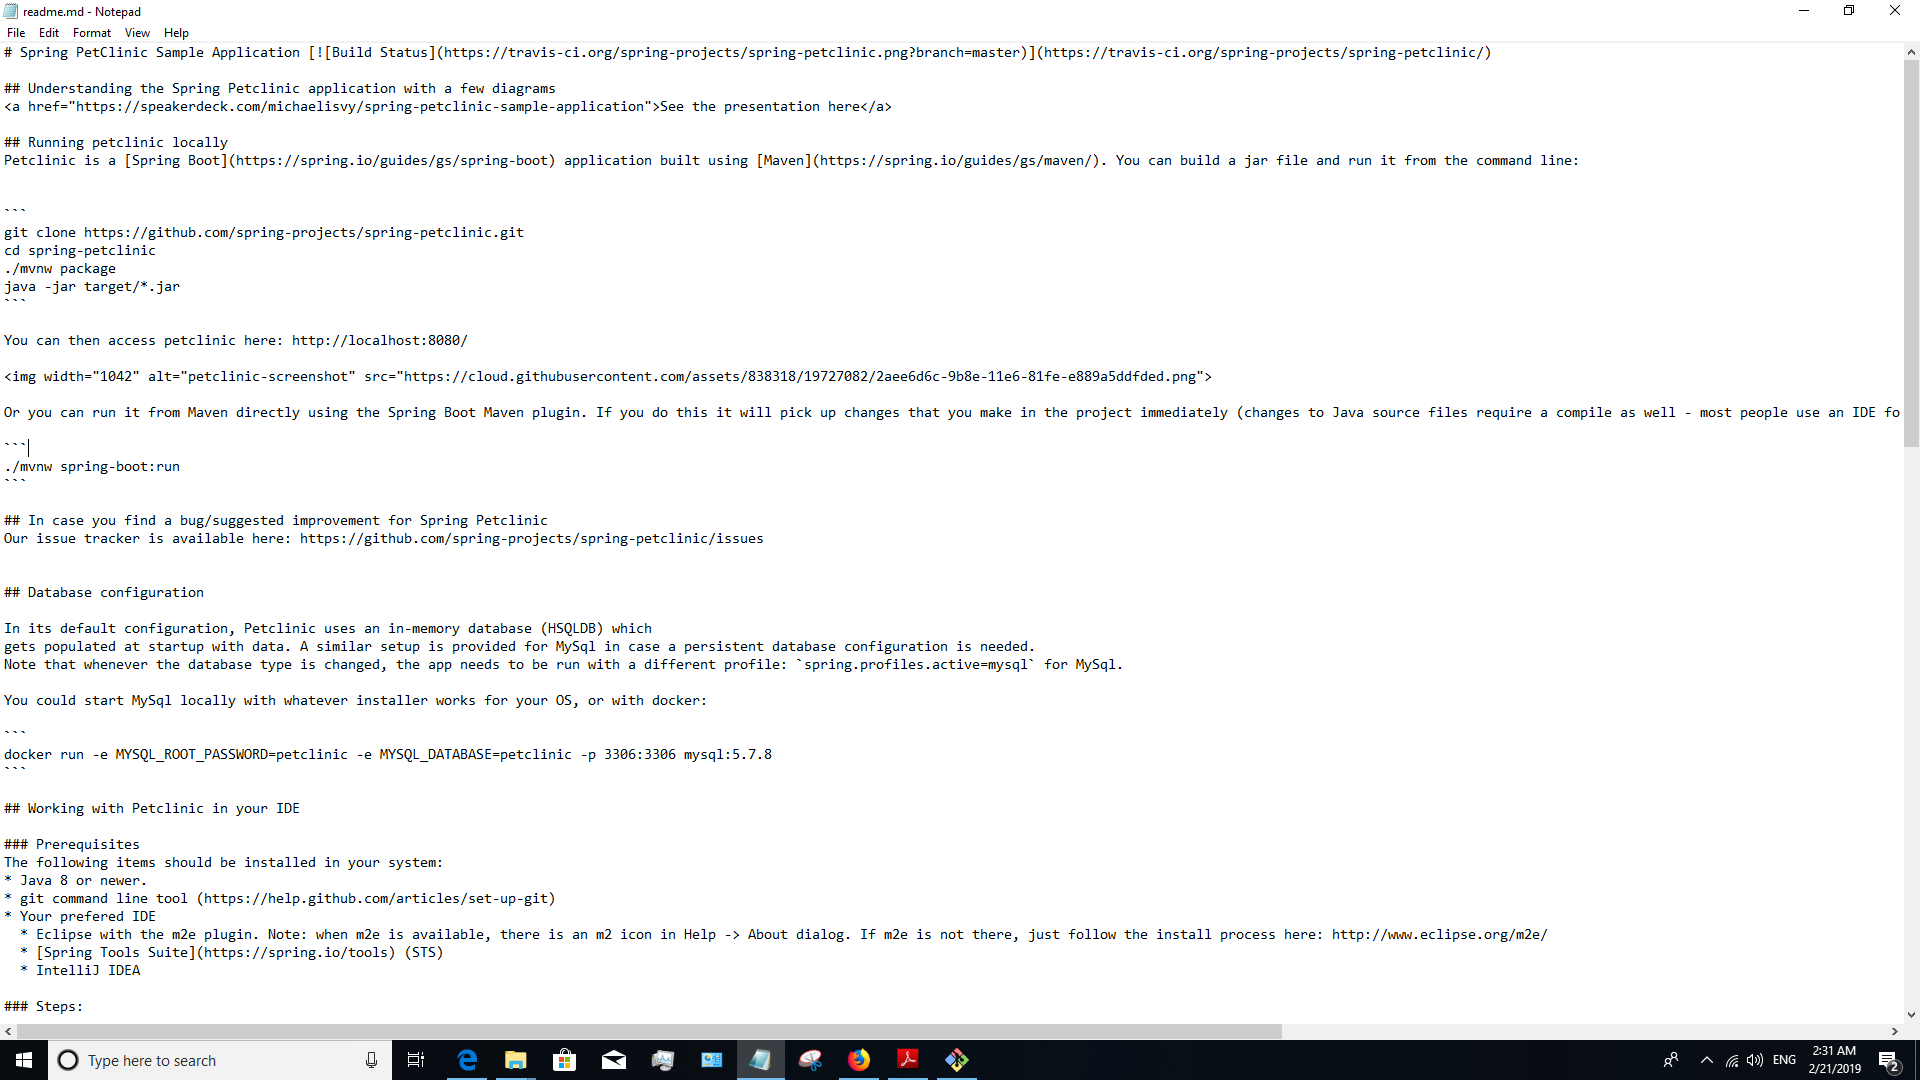 readme.md - Notepad
File Edit Format View Help
# Spring PetClinic Sample Application [![Build Status](https://travis-ci.org/spring-projects/spring-petclinic.png?branch=master)](https://travis-ci.org/spring-projects/spring-petclinic/)
## Understanding the Spring Petclinic application with a few diagrams
<a href="https://speakerdeck.com/michaelisvy/spring-petclinic-sample-application">See the presentation here</a>
## Running petclinic locally
Petclinic is a [Spring Boot](https://spring.io/guides/gs/spring-boot) application built using [Maven](https://spring.io/guides/gs/maven/). You can build a jar file and run it from the command line:
```
git clone https://github.com/spring-projects/spring-petclinic.git
cd spring-petclinic
./mvnw package
java -jar target/*.jar
```
You can then access petclinic here: http://localhost:8080/
<img width="1042" alt="petclinic-screenshot" src="https://cloud.githubusercontent.com/assets/838318/19727082/2aee6d6c-9b8e-11e6-81fe-e889a5ddfded.png">
Or you can run it from Maven directly using the Spring Boot Maven plugin. If you do this it will pick up changes that you make in the project immediately (changes to Java source files require a compile as well - most people use an IDE fo
```
./mvnw spring-boot:run
```
## In case you find a bug/suggested improvement for Spring Petclinic
Our issue tracker is available here: https://github.com/spring-projects/spring-petclinic/issues
## Database configuration
In its default configuration, Petclinic uses an in-memory database (HSQLDB) which
gets populated at startup with data. A similar setup is provided for MySql in case a persistent database configuration is needed.
Note that whenever the database type is changed, the app needs to be run with a different profile: `spring.profiles.active=mysql` for MySql.
You could start MySql locally with whatever installer works for your OS, or with docker:
```
docker run -e MYSQL_ROOT_PASSWORD=petclinic -e MYSQL_DATABASE=petclinic -p 3306:3306 mysql:5.7.8
```
## Working with Petclinic in your IDE
### Prerequisites
The following items should be installed in your system:
* Java 8 or newer.
* git command line tool (https://help.github.com/articles/set-up-git)
* Your prefered IDE
  * Eclipse with the m2e plugin. Note: when m2e is available, there is an m2 icon in Help -> About dialog. If m2e is not there, just follow the install process here: http://www.eclipse.org/m2e/
  * [Spring Tools Suite](https://spring.io/tools) (STS)
  * IntelliJ IDEA
### Steps:
Type here to search
ENG
2:31 AM
2/21/2019
2